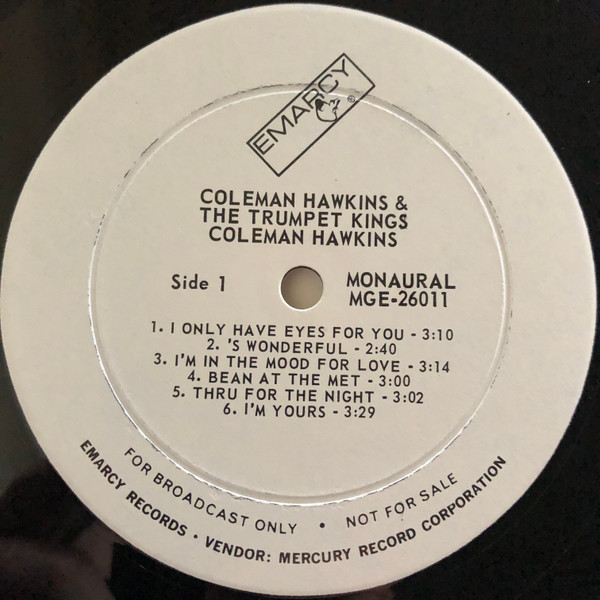 EMARCY
®
COLEMAN HAWKINS &
THE TRUMPET KINGS
COLEMAN HAWKINS
Side 1
MONAURAL
MGE-26011
1. I ONLY HAVE EYES FOR YOU - 3:10
2. 'S WONDERFUL - 2:40
3. I'M IN THE MOOD FOR LOVE - 3:14
4. BEAN AT THE MET - 3:00
5. THRU FOR THE NIGHT - 3:02
6. I'M YOURS - 3:29
FOR BROADCAST ONLY • NOT FOR SALE
EMARCY RECORDS • VENDOR: MERCURY RECORD CORPORATION